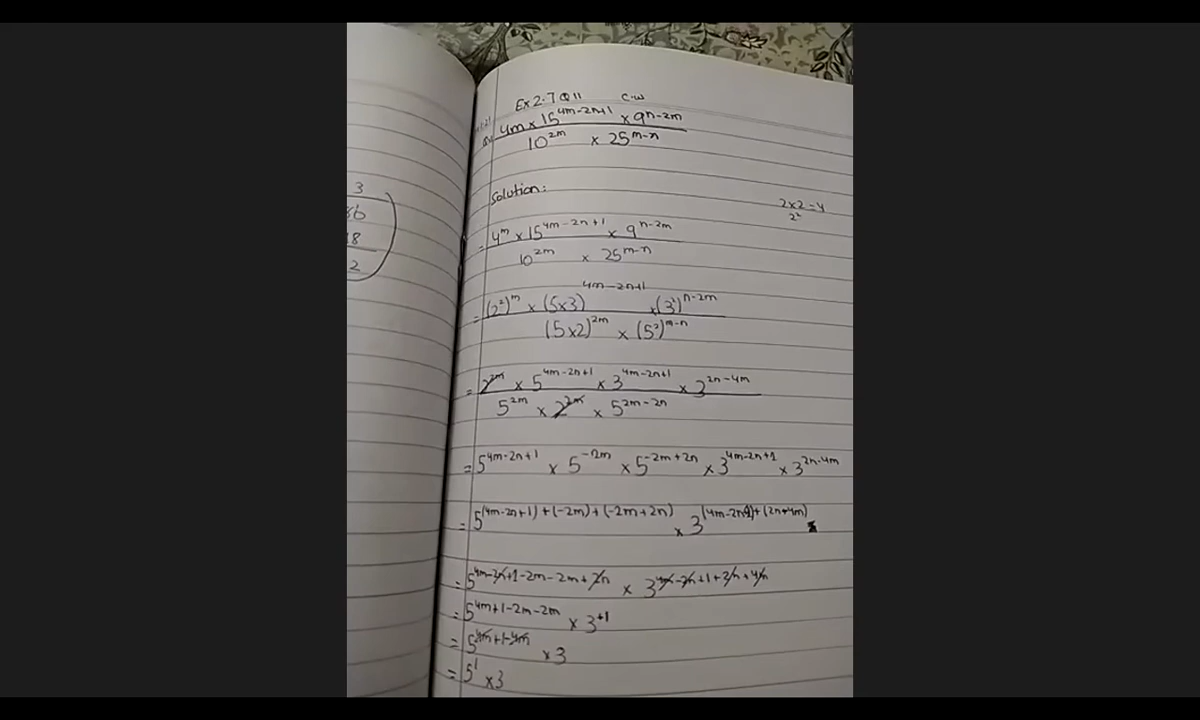 3
8
2
Ex 2.7 Q 11 C.W
4m × 15^(4m-2n+1) × 9^(n-2m)
10^(2m) × 25^(m-n)
Solution:
2×2=4
2²
= 4^m × 15^(4m-2n+1) × 9^(n-2m)
10^(2m) × 25^(m-n)
= (2²)^m × (5×3)^(4m-2n+1) × (3²)^(n-2m)
(5×2)^(2m) × (5²)^(m-n)
= 2^(2m) × 5^(4m-2n+1) × 3^(4m-2n+1) × 3^(2n-4m)
5^(2m) × 2^(2m) × 5^(2m-2n)
= 5^(4m-2n+1) × 5^(-2m) × 5^(-2m+2n) × 3^(4m-2n+1) × 3^(2n-4m)
= 5^((4m-2n+1)+(-2m)+(-2m+2n)) × 3^((4m-2n+1)+(2n+4m))
= 5^(4m-2n+1-2m-2m+2n) × 3^(4m-2n+1+2n+4m)
= 5^(4m+1-2m-2m) × 3^(+1)
= 5^(4m+1-4m) × 3
= 5^1 × 3